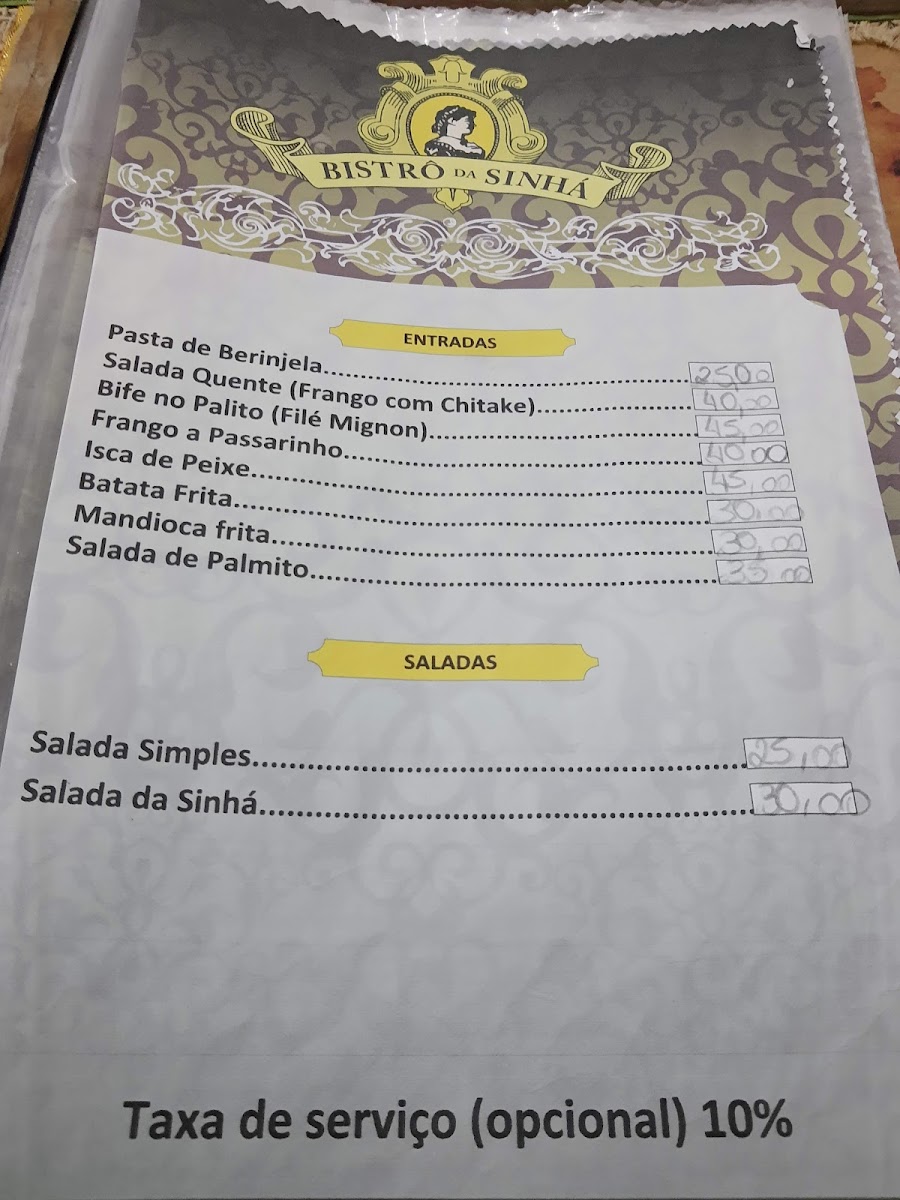 BISTRÔ DA SINHÁ
ENTRADAS
Pasta de Berinjela........................................................25,00
Salada Quente (Frango com Chitake)........................40,00
Bife no Palito (Filé Mignon).........................................45,00
Frango a Passarinho......................................................40,00
Isca de Peixe...................................................................45,00
Batata Frita......................................................................30,00
Mandioca frita................................................................30,00
Salada de Palmito..........................................................35,00
SALADAS
Salada Simples..............................................................25,00
Salada da Sinhá.............................................................30,00
Taxa de serviço (opcional) 10%